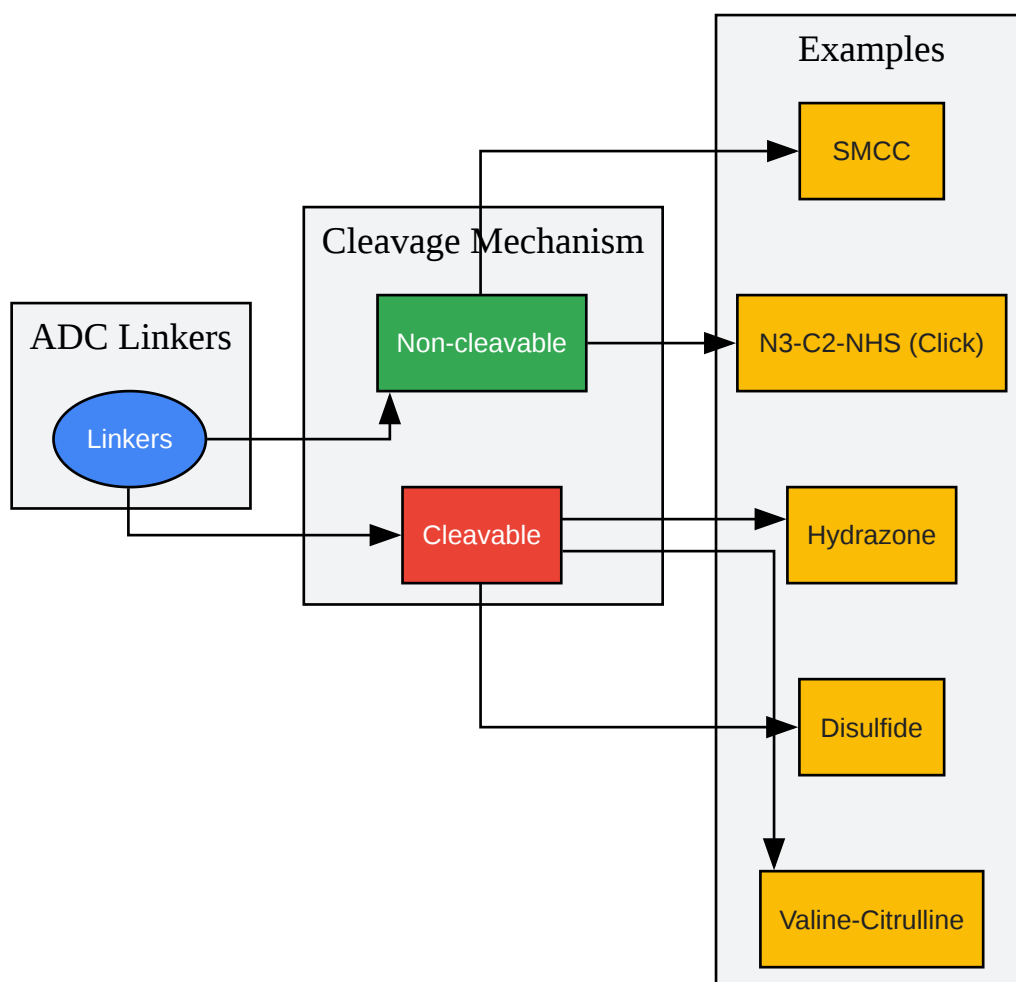 Examples
SMCC
Cleavage Mechanism
ADC Linkers
Non-cleavable
N3-C2-NHS (Click)
Linkers
Cleavable
Hydrazone
Disulfide
Valine-Citrulline